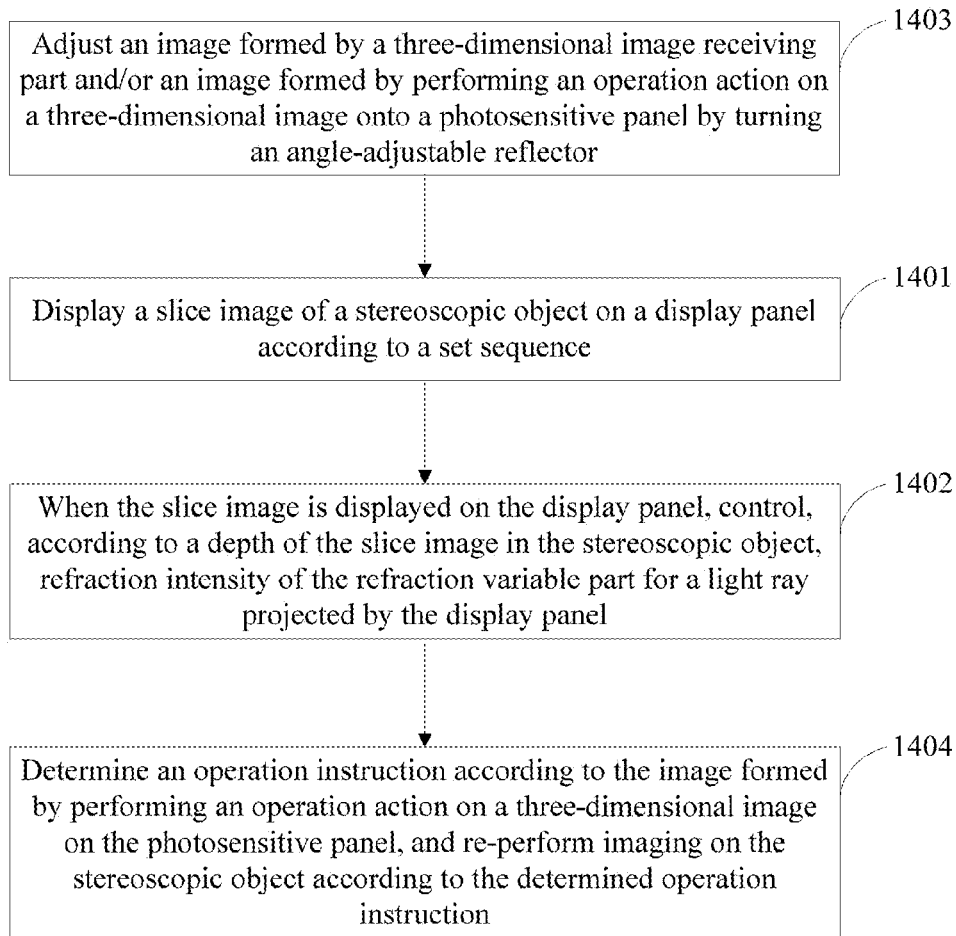 1403
Adjust an image formed by a three-dimensional image receiving
part and/or an image formed by performing an operation action on
a three-dimensional image onto a photosensitive panel by turning
an angle-adjustable reflector
1401
Display a slice image of a stereoscopic object on a display panel
according to a set sequence
1402
When the slice image is displayed on the display panel, control,
according to a depth of the slice image in the stereoscopic object,
refraction intensity of the refraction variable part for a light ray
projected by the display panel
1404
Determine an operation instruction according to the image formed
by performing an operation action on a three-dimensional image
on the photosensitive panel, and re-perform imaging on the
stereoscopic object according to the determined operation
instruction